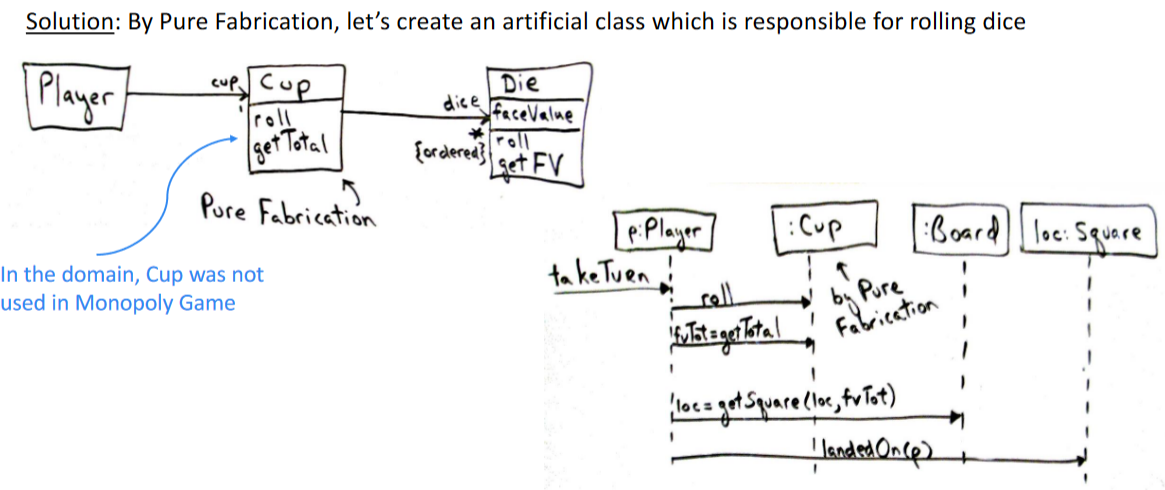 Solution: By Pure Fabrication, let's create an artificial class which is responsible for rolling dice
Player
cup
1
Cup
roll
getTotal
dice
*
{ordered}
Die
faceValue
roll
getFV
Pure Fabrication
In the domain, Cup was not
used in Monopoly Game
p:Player
:Cup
:Board
loc: Square
takeTurn
roll
by Pure
Fabrication
fvTot=getTotal
loc= getSquare(loc, fvTot)
landedOn(p)